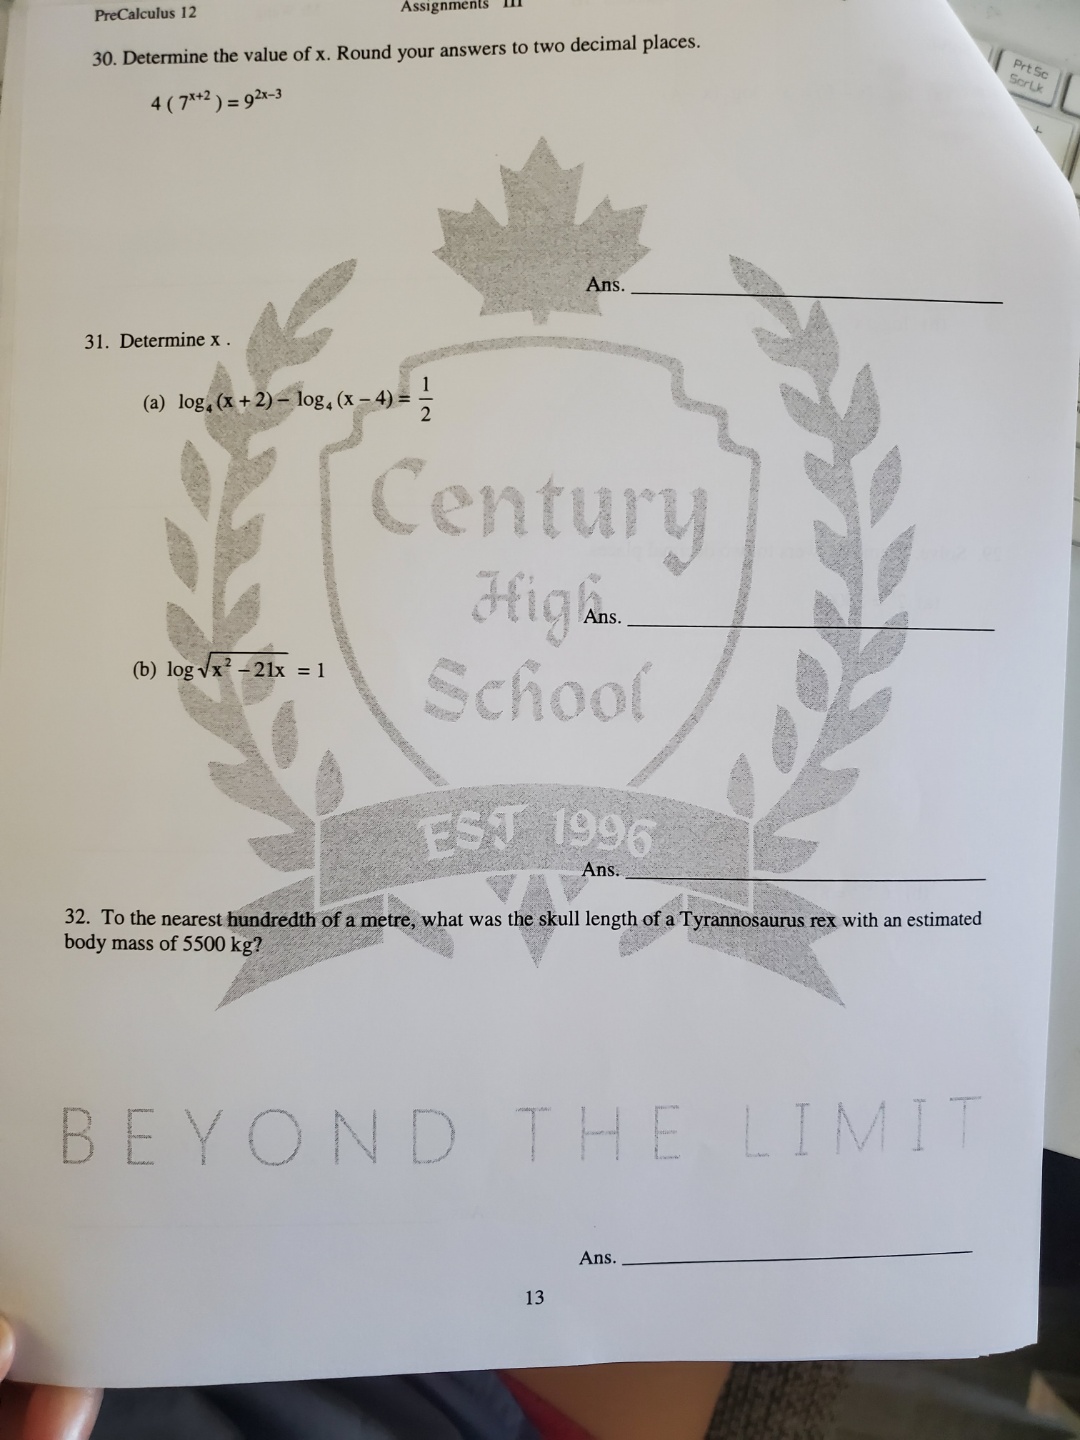 PreCalculus 12
Assignments III
30. Determine the value of x. Round your answers to two decimal places.
4 ( 7^{x+2} ) = 9^{2x−3}
PrtSc
ScrLk
Ans.
31. Determine x .
(a) log₄ (x + 2) − log₄ (x − 4) = 1/2
Century
High
School
Ans.
(b) log √(x² − 21x) = 1
EST 1996
Ans.
32. To the nearest hundredth of a metre, what was the skull length of a Tyrannosaurus rex with an estimated
body mass of 5500 kg?
BEYOND THE LIMIT
Ans.
13